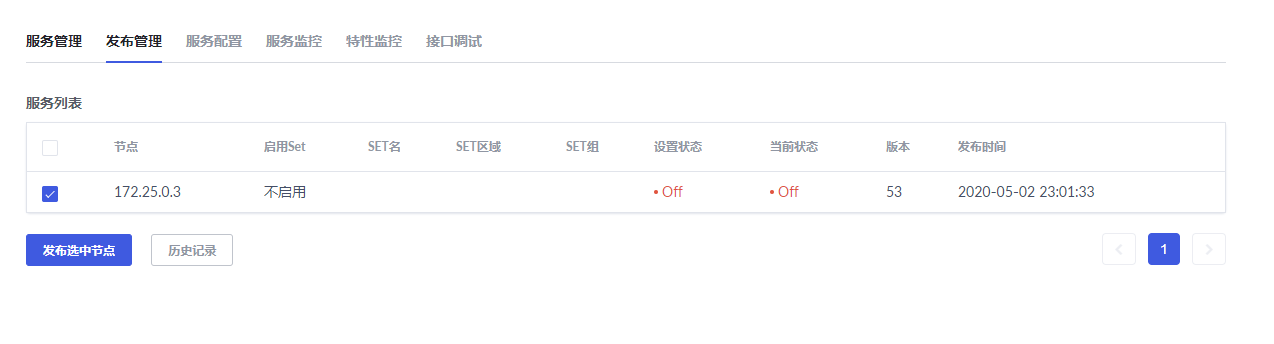 服务管理 发布管理 服务配置 服务监控 特性监控 接口调试
服务列表
节点 启用Set SET名 SET区域 SET组 设置状态 当前状态 版本 发布时间
172.25.0.3 不启用 • Off • Off 53 2020-05-02 23:01:33
发布选中节点 历史记录 1